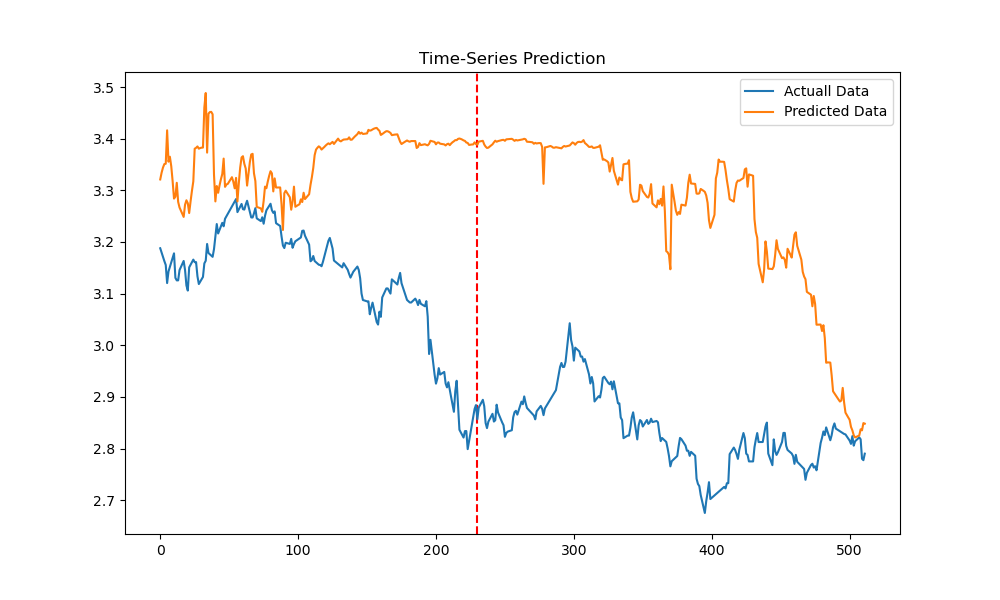 Time-Series Prediction
Actuall Data
Predicted Data
3.5
3.4
3.3
3.2
3.1
3.0
2.9
2.8
2.7
0 100 200 300 400 500